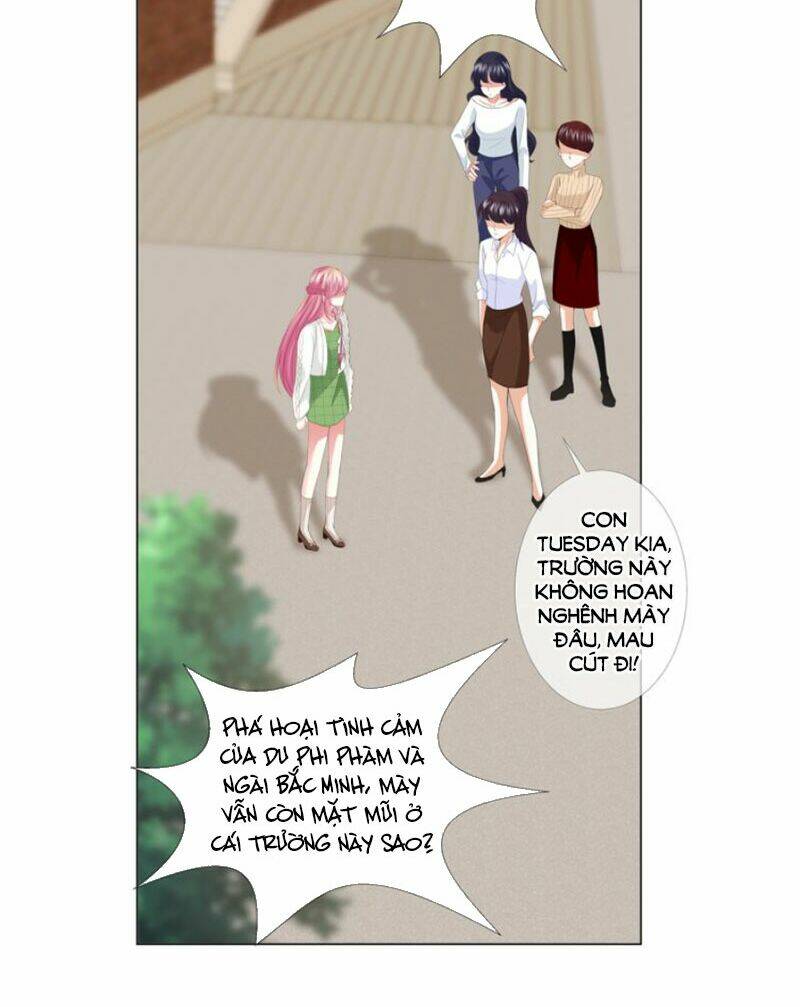 CON
TUESDAY KIA,
TRƯỜNG NÀY
KHÔNG HOAN
NGHÊNH MÀY
ĐÂU, MAU
CÚT ĐI!
PHÁ HOẠI TÌNH CẢM
CỦA DU PHI PHÀM VÀ
NGÀI BẮC MINH, MÀY
VẪN CÒN MẶT MŨI Ở
CÁI TRƯỜNG NÀY SAO?